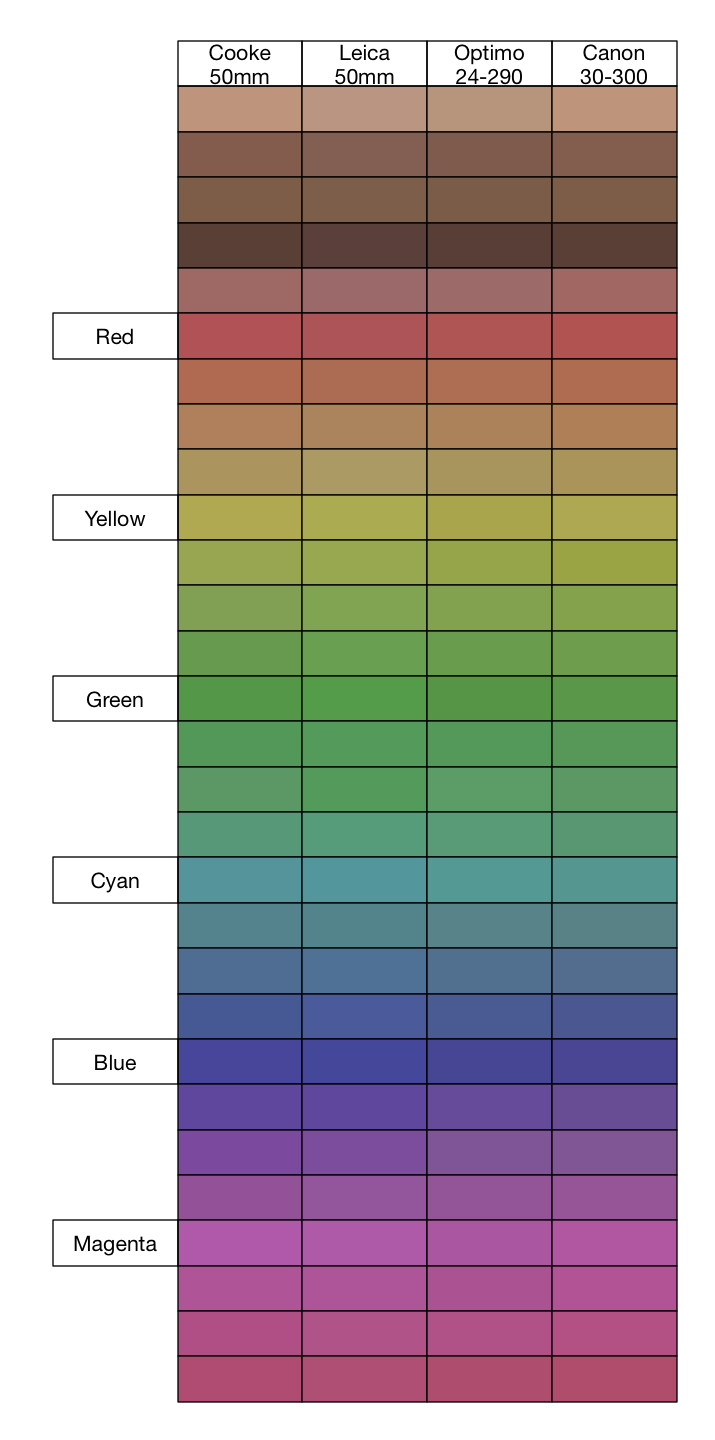 Cooke
50mm
Leica
50mm
Optimo
24-290
Canon
30-300
Red
Yellow
Green
Cyan
Blue
Magenta